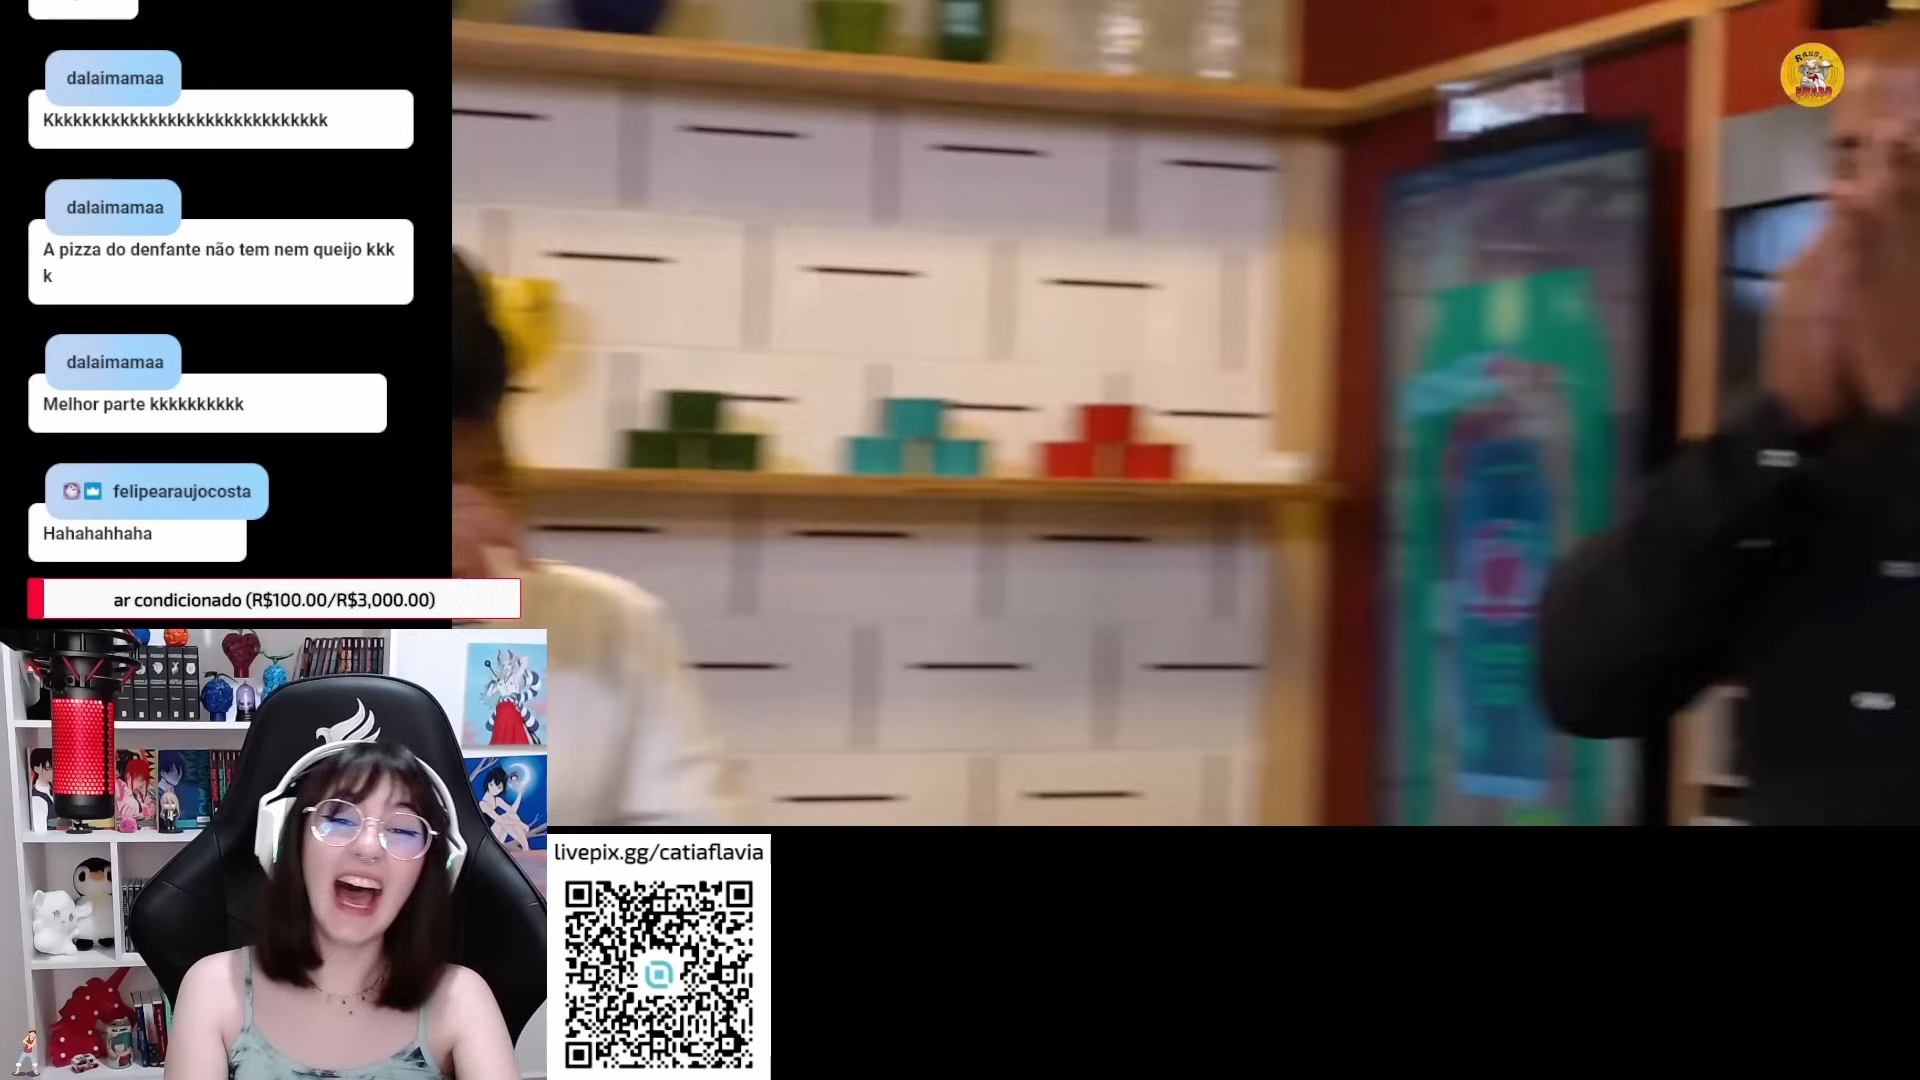 dalaimamaa
Kkkkkkkkkkkkkkkkkkkkkkkkkkkkkk
dalaimamaa
A pizza do denfante não tem nem queijo kkk
k
dalaimamaa
Melhor parte kkkkkkkkkk
felipearaujocosta
Hahahahhaha
ar condicionado (R$100.00/R$3,000.00)
livepix.gg/catiaflavia